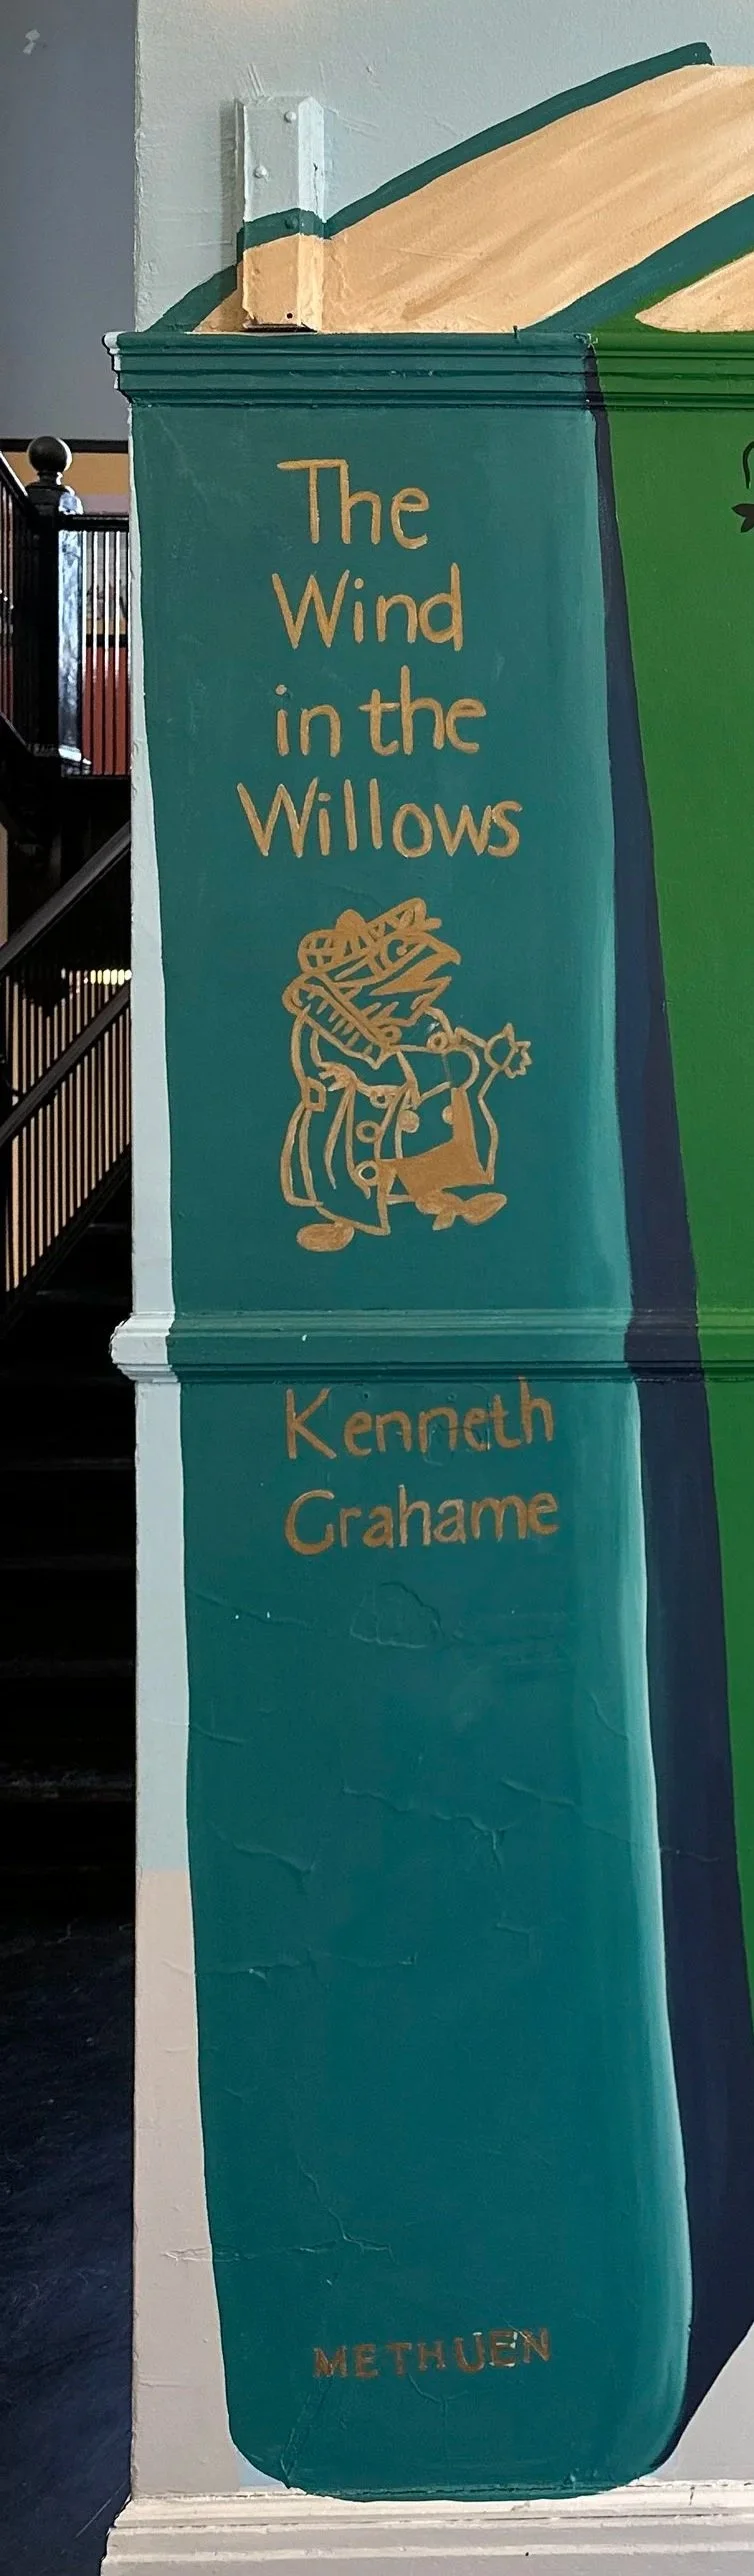 The
Wind
in the
Willows
Kenneth
Grahame
METHUEN